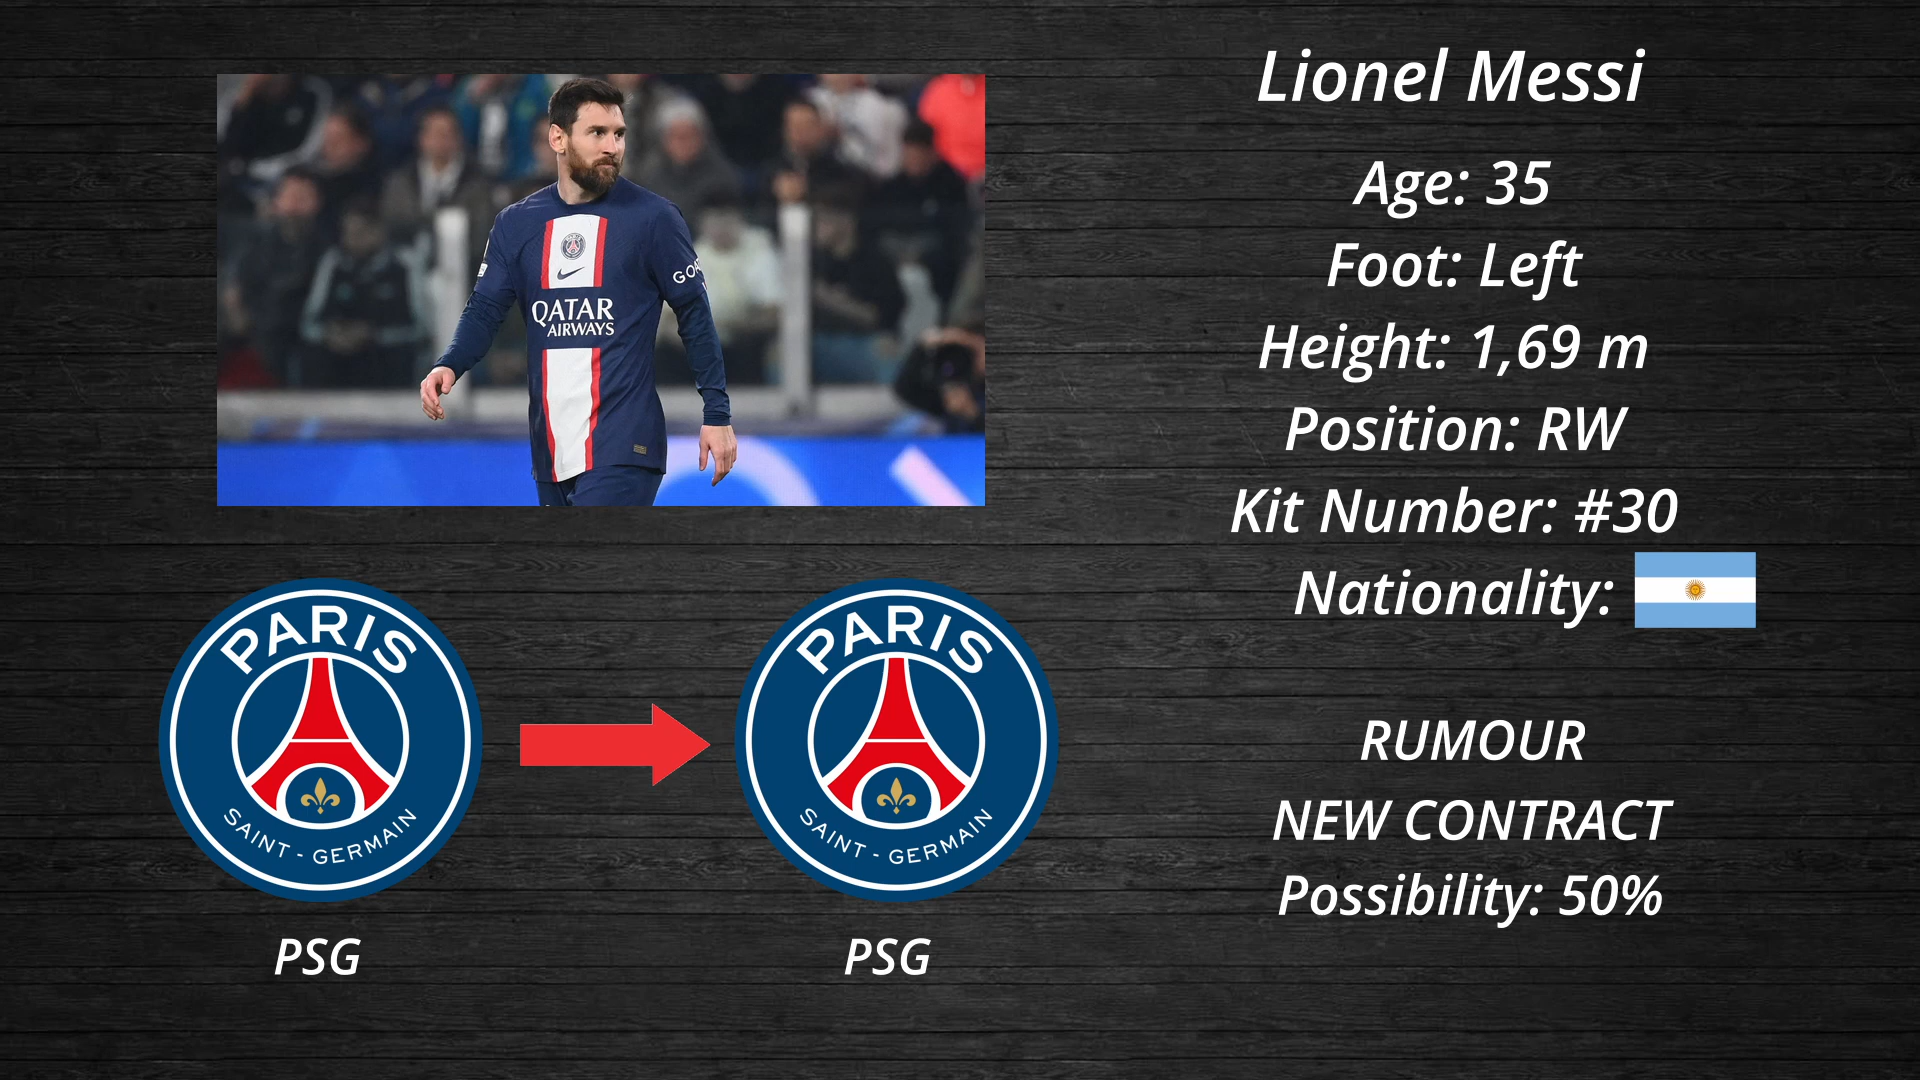 Lionel Messi
Age: 35
Foot: Left
Height: 1,69 m
Position: RW
Kit Number: #30
Nationality:
QATAR
AIRWAYS
PARIS
SAINT - GERMAIN
PSG
PARIS
SAINT - GERMAIN
PSG
RUMOUR
NEW CONTRACT
Possibility: 50%